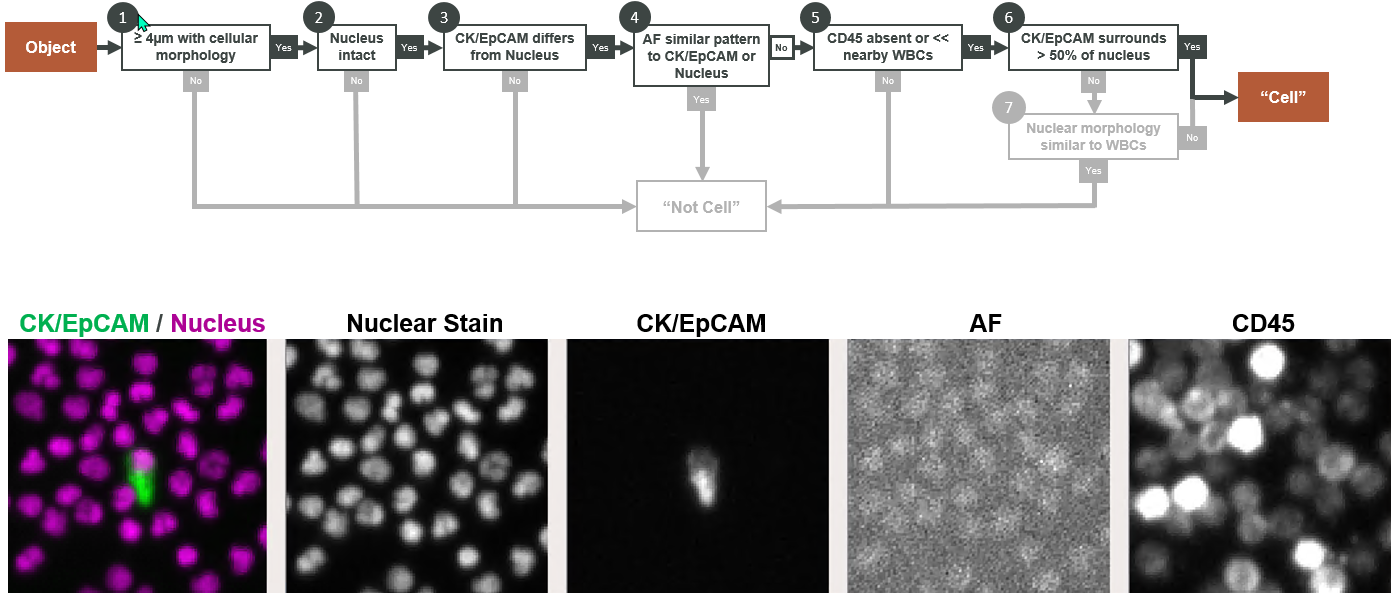 1
2
3
4
5
6
Object
≥ 4µm with cellular
morphology
Yes
Nucleus
intact
Yes
CK/EpCAM differs
from Nucleus
Yes
AF similar pattern
to CK/EpCAM or
Nucleus
No
CD45 absent or <<
nearby WBCs
Yes
CK/EpCAM surrounds
> 50% of nucleus
Yes
No
No
No
Yes
No
No
“Cell”
7
Nuclear morphology
similar to WBCs
No
Yes
“Not Cell”
CK/EpCAM / Nucleus
Nuclear Stain
CK/EpCAM
AF
CD45